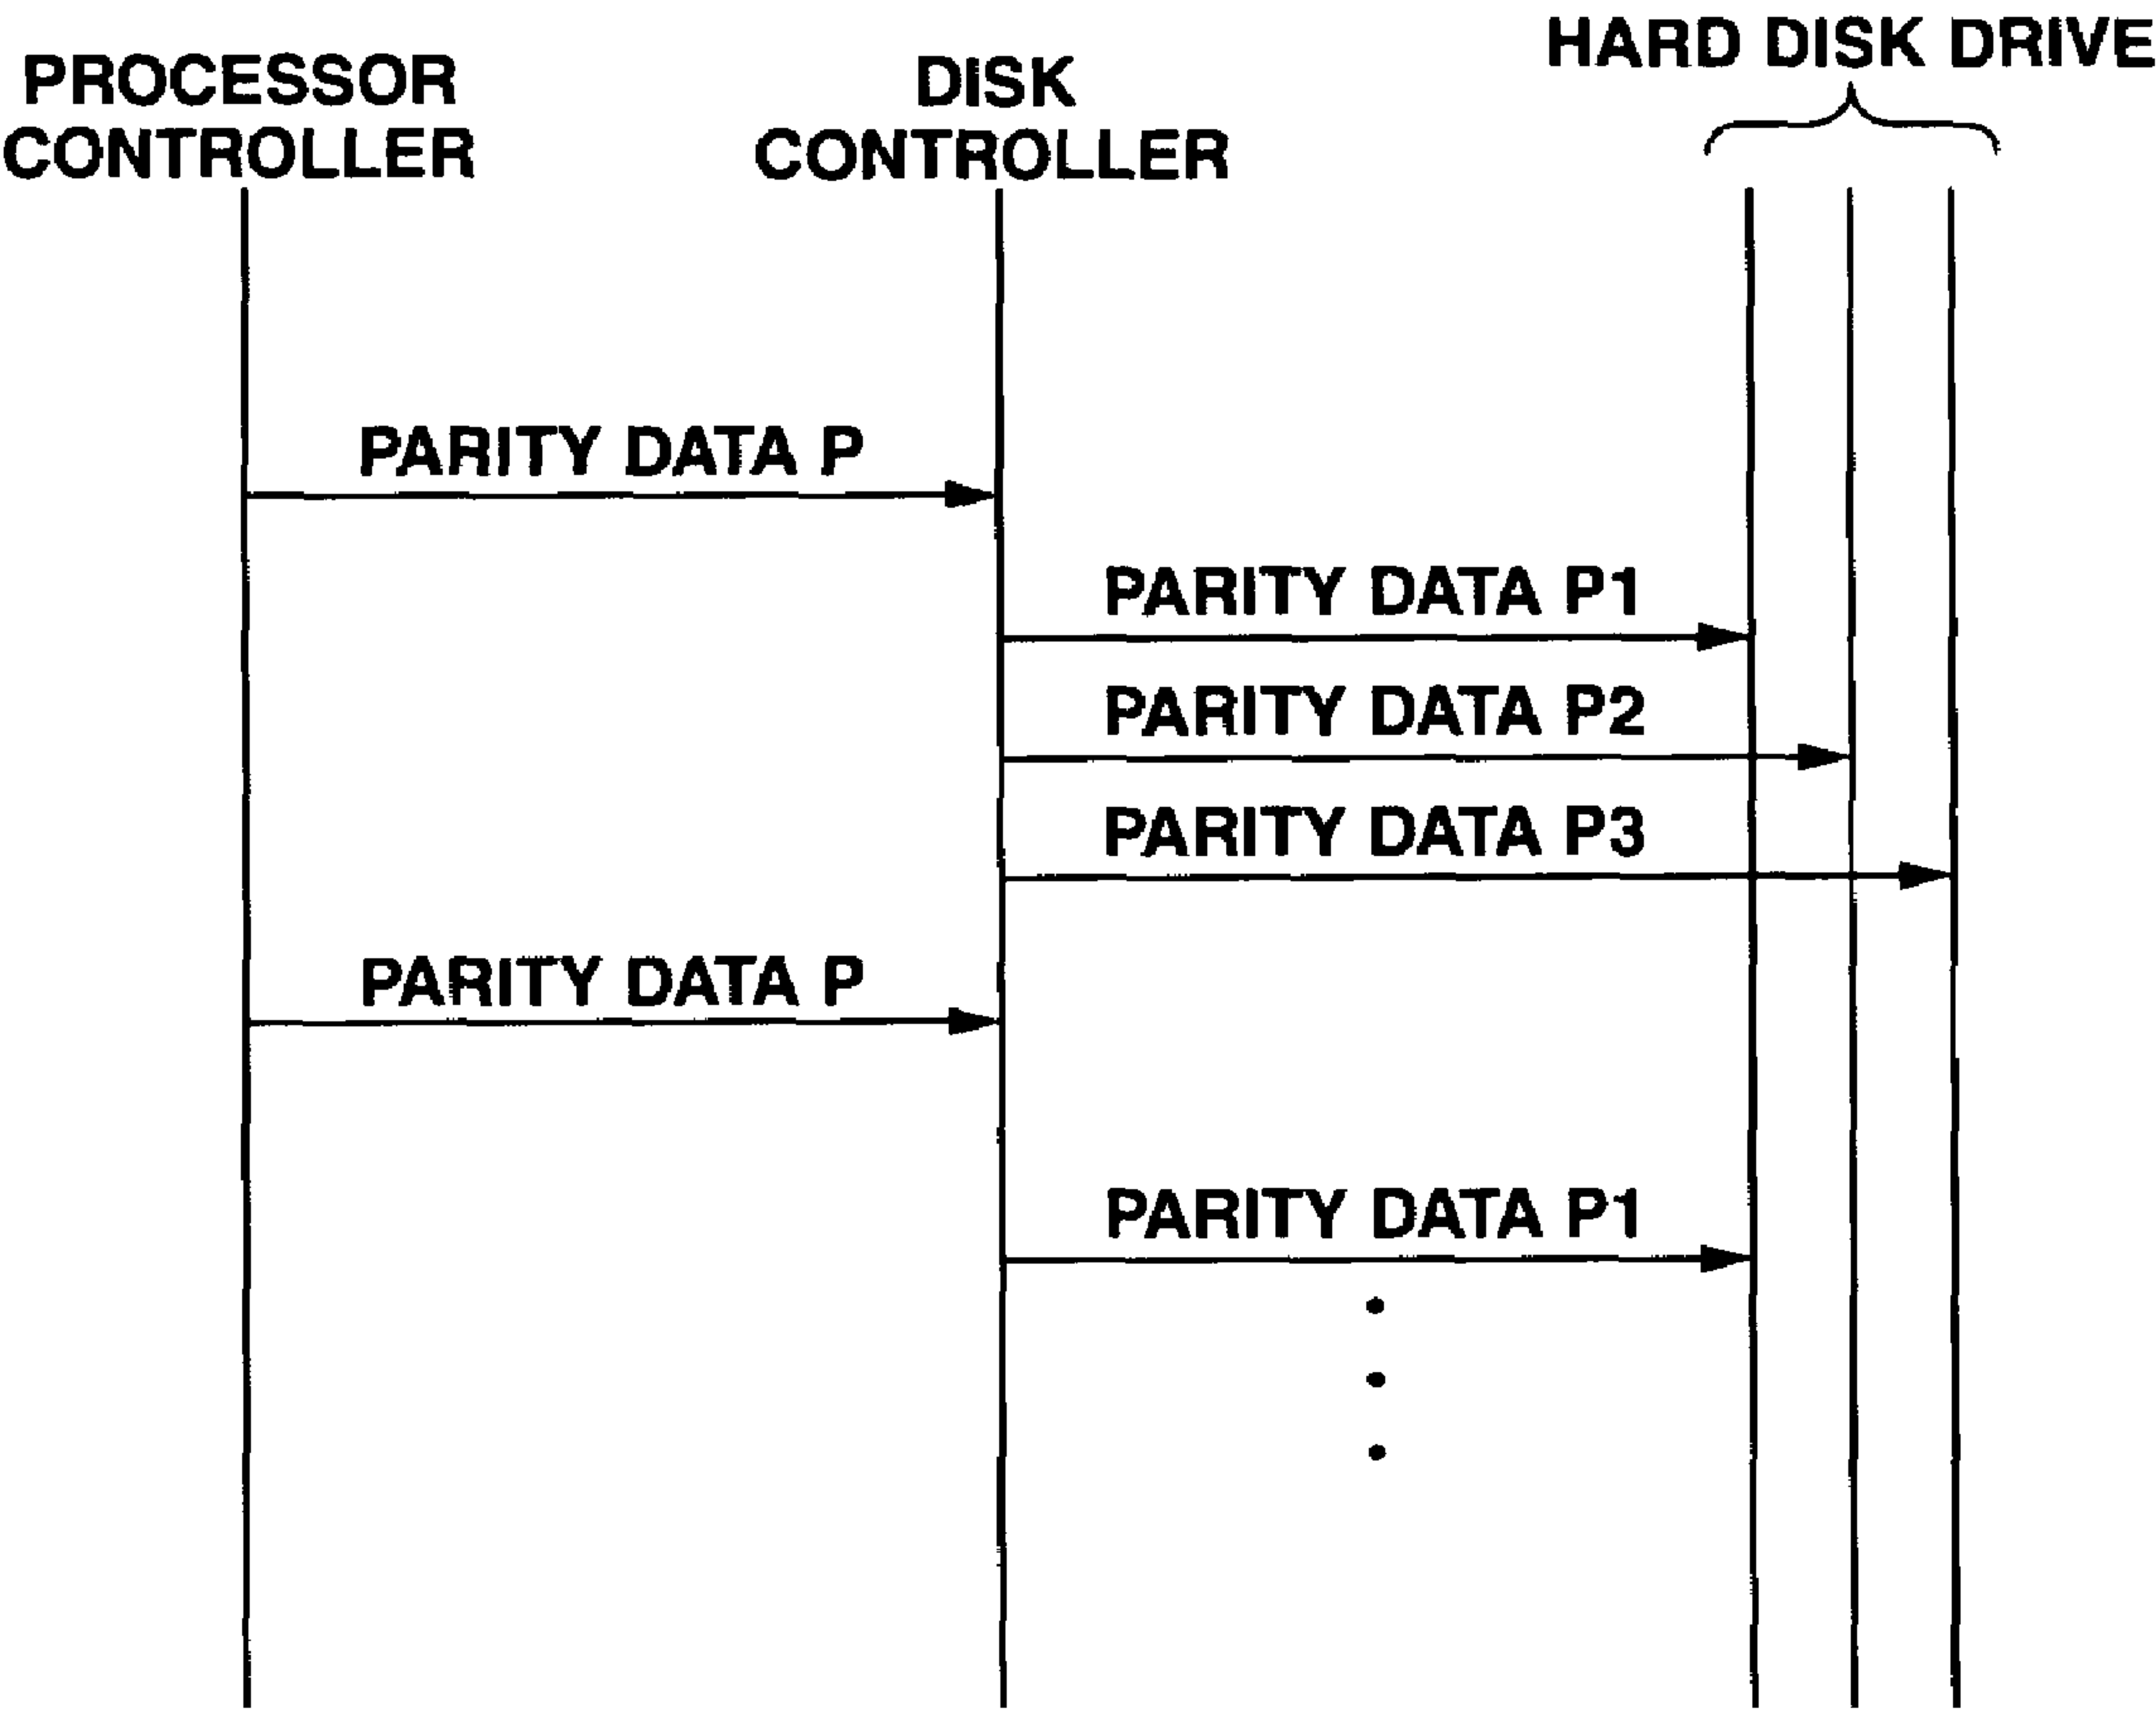 PROCESSOR
CONTROLLER
DISK
CONTROLLER
HARD DISK DRIVE
PARITY DATA P
PARITY DATA P1
PARITY DATA P2
PARITY DATA P3
PARITY DATA P
PARITY DATA P1